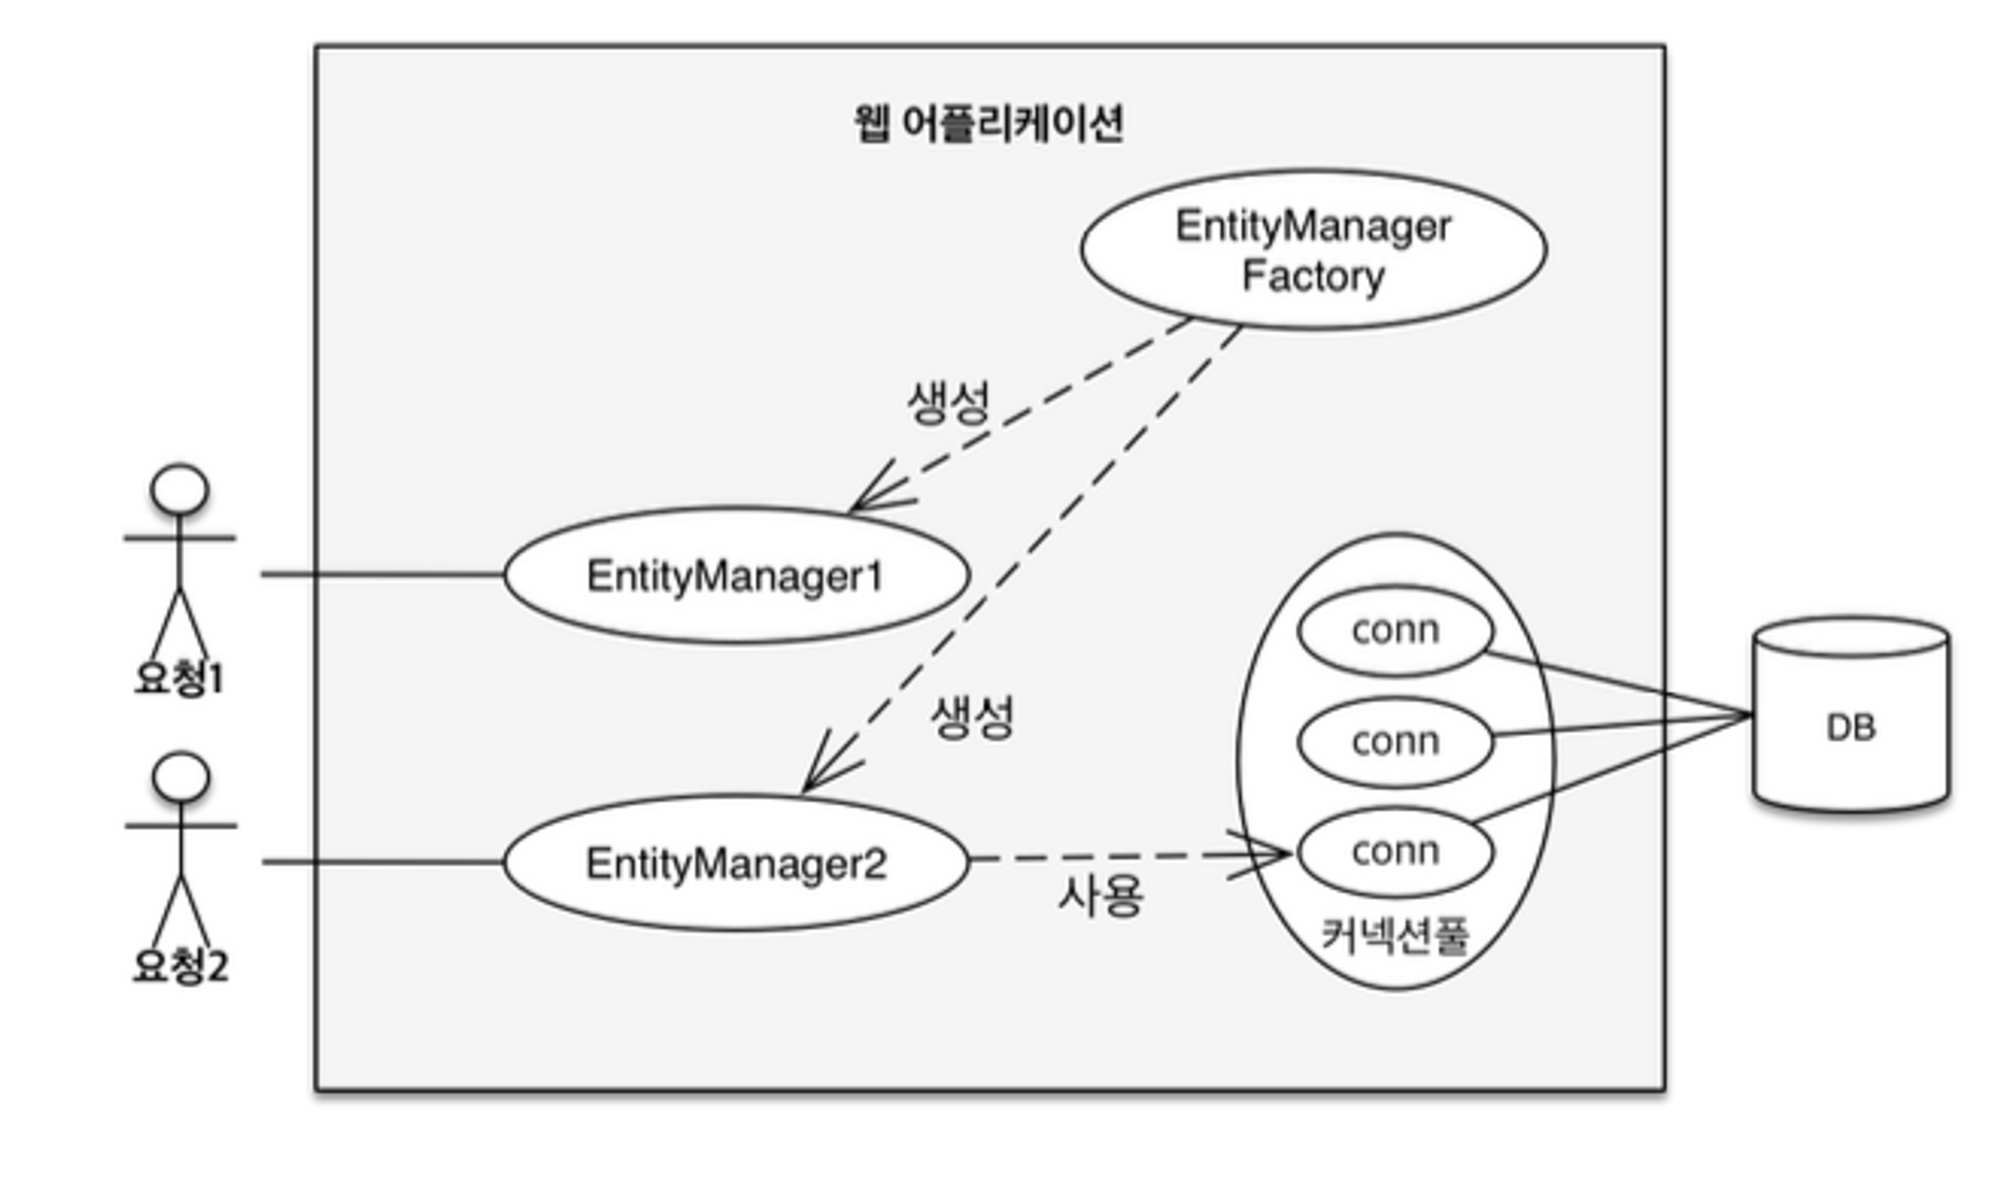 웹 어플리케이션
EntityManager
Factory
생성
EntityManager1
요청1
생성
EntityManager2
요청2
사용
conn
conn
conn
커넥션풀
DB